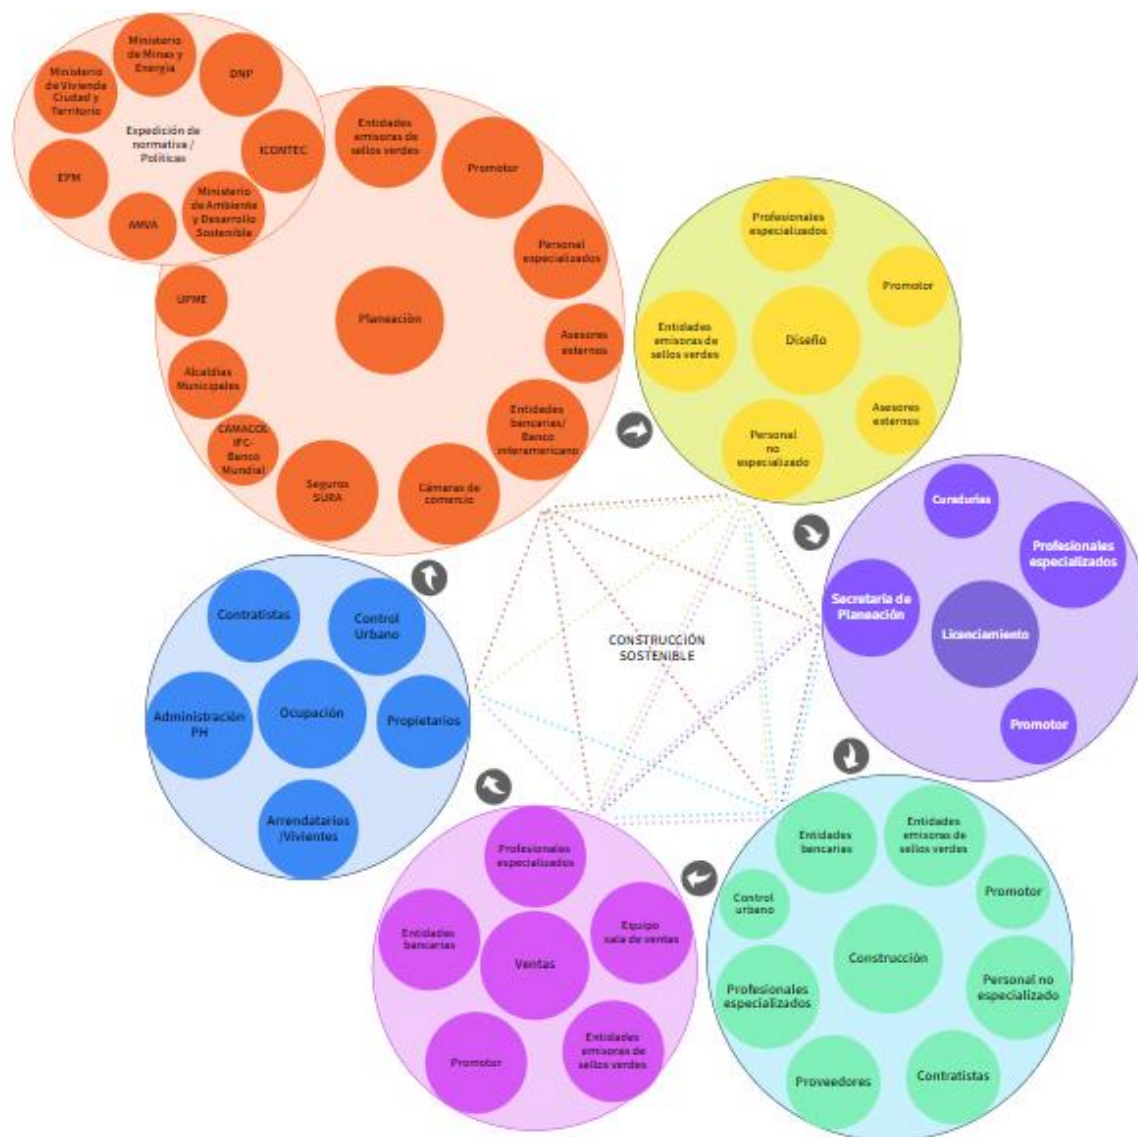 Ministerio
de Minas y
Energía
DNP
Ministerio
de Vivienda
Ciudad y
Territorio
Expedición de
normativa /
Políticas
ICONTEC
EPM
AMVA
Ministerio
de Ambiente
y Desarrollo
Sostenible
Entidades
emisoras de
sellos verdes
Promotor
Personal
especializados
Planeación
UPME
Asesores
externos
Alcaldías
Municipales
CAMACOL-
IFC-
Banco
Mundial
Seguros
SURA
Cámaras de
comercio
Entidades
bancarias/
Banco
interamericano
Profesionales
especializados
Promotor
Entidades
emisoras de
sellos verdes
Diseño
Asesores
externos
Personal
no
especializado
Curadurías
Profesionales
especializados
Secretaría de
Planeación
Licenciamiento
Promotor
CONSTRUCCIÓN
SOSTENIBLE
Contratistas
Control
Urbano
Administración
PH
Ocupación
Propietarios
Arrendatarios
/Vivientes
Profesionales
especializados
Entidades
bancarias
Equipo
sala de ventas
Ventas
Promotor
Entidades
emisoras de
sellos verdes
Entidades
bancarias
Entidades
emisoras de
sellos verdes
Promotor
Control
urbano
Construcción
Profesionales
especializados
Personal no
especializado
Proveedores
Contratistas